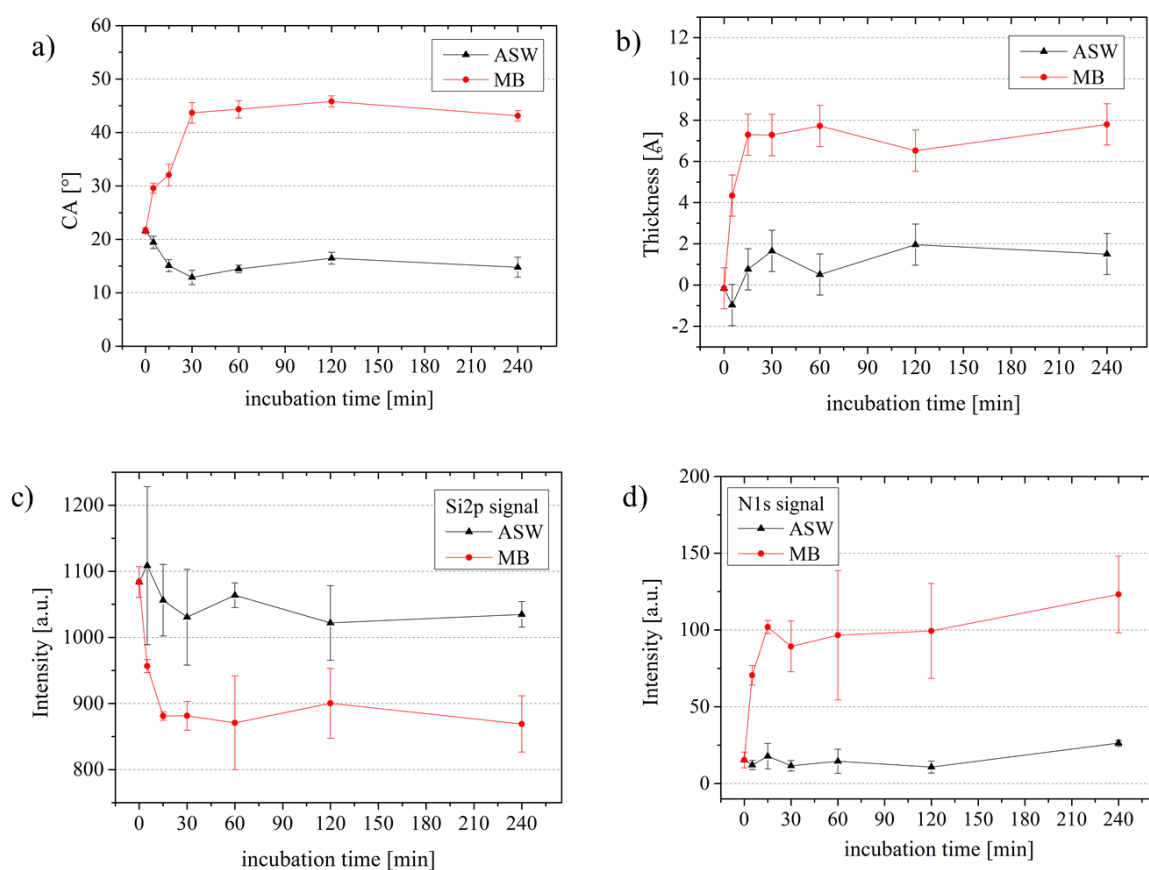 a)
CA [°]
60
50
40
30
20
10
0
ASW
MB
0 30 60 90 120 150 180 210 240
incubation time [min]
b)
Thickness [Å]
12
10
8
6
4
2
0
-2
ASW
MB
0 30 60 90 120 150 180 210 240
incubation time [min]
c)
Intensity [a.u.]
1200
1100
1000
900
800
Si2p signal
ASW
MB
0 30 60 90 120 150 180 210 240
incubation time [min]
d)
Intensity [a.u.]
200
150
100
50
0
N1s signal
ASW
MB
0 30 60 90 120 150 180 210 240
incubation time [min]